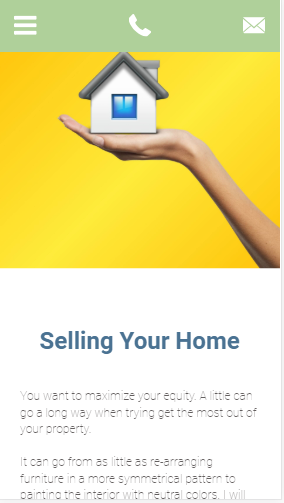 Selling Your Home
You want to maximize your equity. A little can
go a long way when trying get the most out of
your property.
It can go from as little as re-arranging
furniture in a more symmetrical pattern to
painting the interior with neutral colors. I will